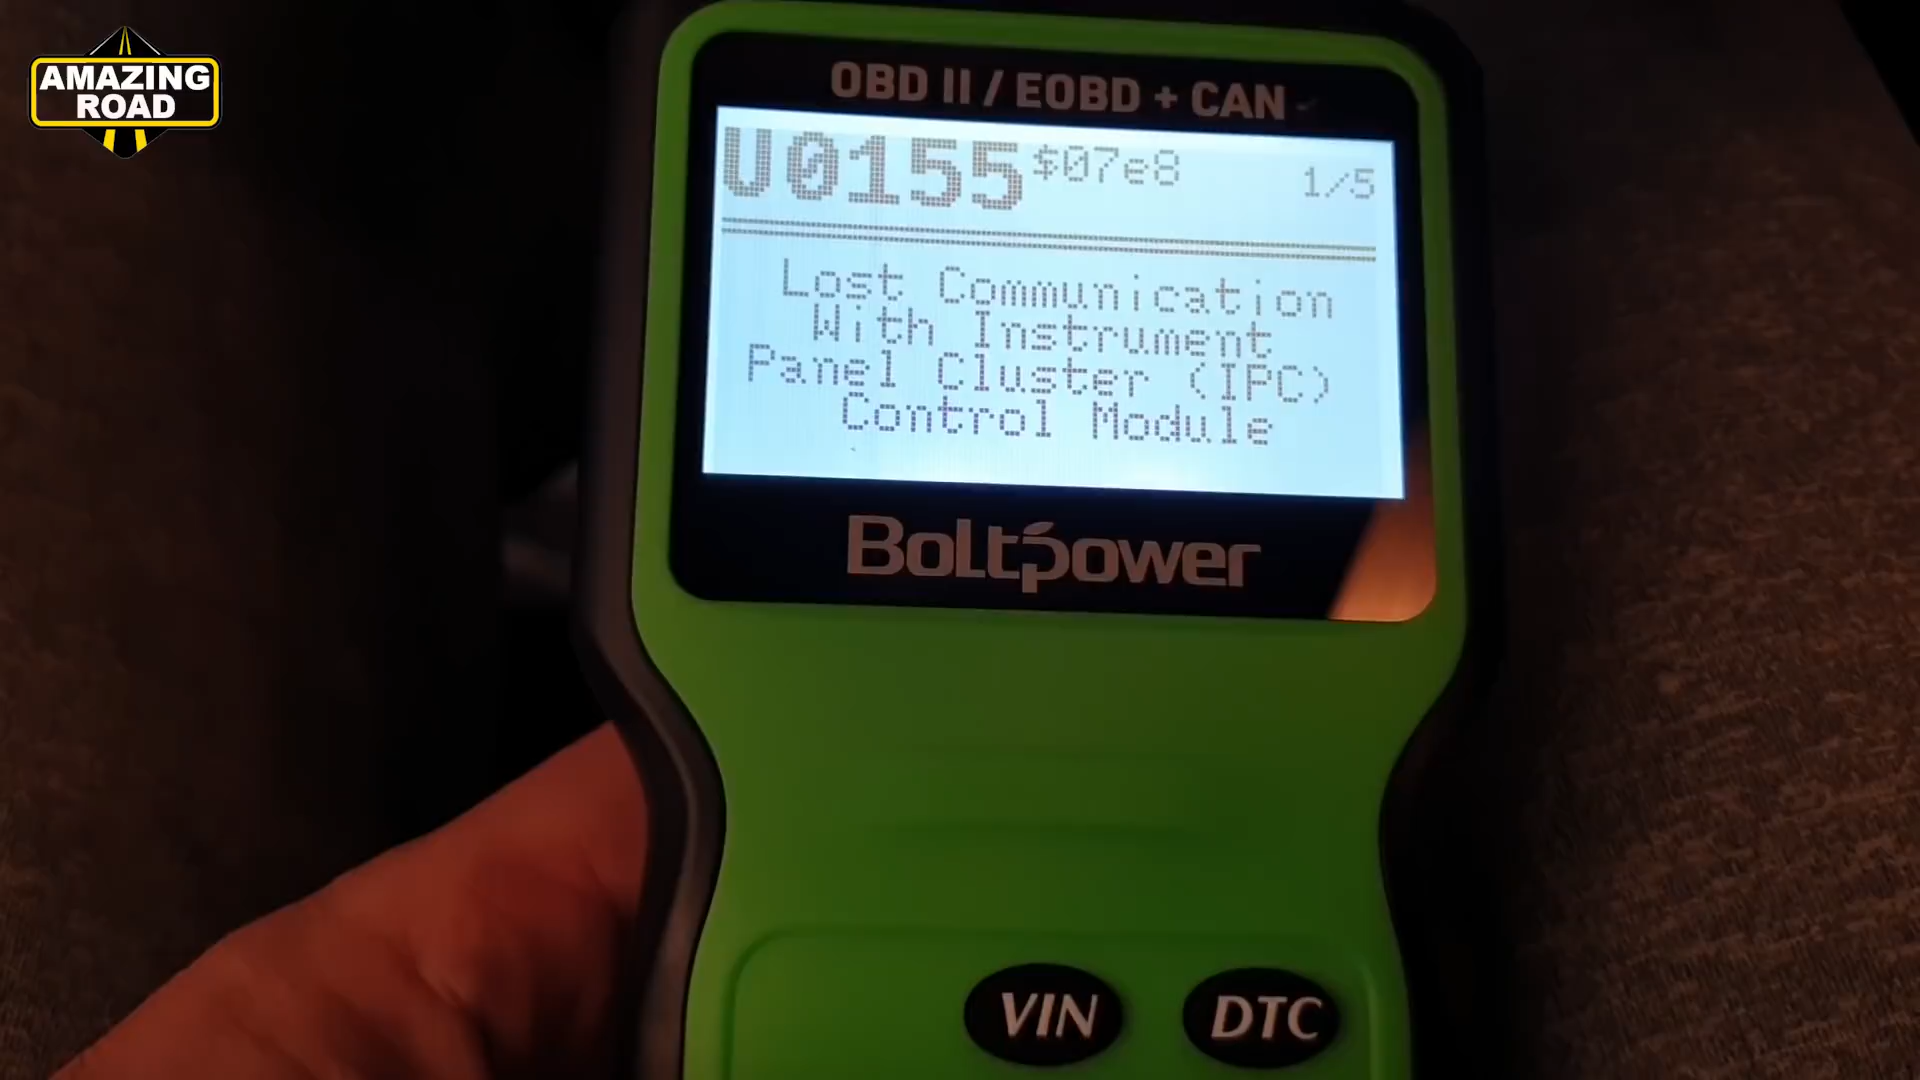 AMAZING
ROAD
OBD II / EOBD + CAN
U0155 $07e8 1/5
Lost Communication
With Instrument
Panel Cluster (IPC)
Control Module
Boltpower
VIN DTC